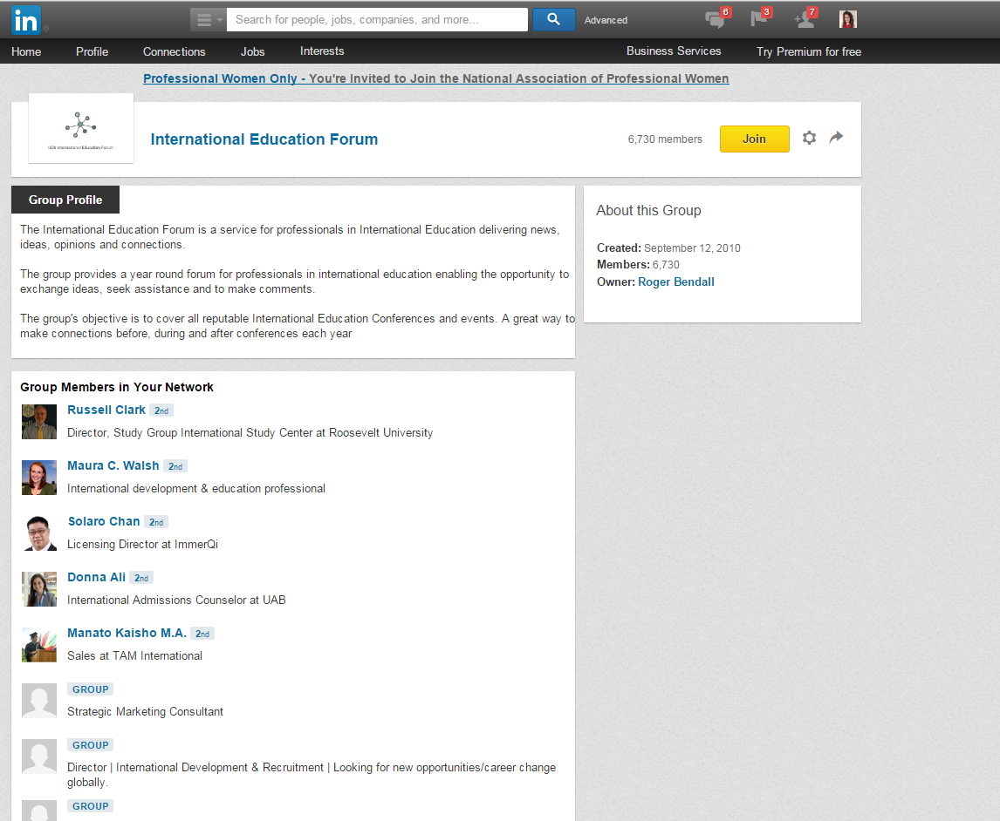 in
Search for people, jobs, companies, and more...
Advanced
6
3
7
Home
Profile
Connections
Jobs
Interests
Business Services
Try Premium for free
Professional Women Only - You're Invited to Join the National Association of Professional Women
International Education Forum
International Education Forum
6,730 members
Join
Group Profile
The International Education Forum is a service for professionals in International Education delivering news,
ideas, opinions and connections.
The group provides a year round forum for professionals in international education enabling the opportunity to
exchange ideas, seek assistance and to make comments.
The group's objective is to cover all reputable International Education Conferences and events. A great way to
make connections before, during and after conferences each year
About this Group
Created: September 12, 2010
Members: 6,730
Owner: Roger Bendall
Group Members in Your Network
Russell Clark 2nd
Director, Study Group International Study Center at Roosevelt University
Maura C. Walsh 2nd
International development & education professional
Solaro Chan 2nd
Licensing Director at ImmerQi
Donna Ali 2nd
International Admissions Counselor at UAB
Manato Kaisho M.A. 2nd
Sales at TAM International
GROUP
Strategic Marketing Consultant
GROUP
Director | International Development & Recruitment | Looking for new opportunities/career change
globally.
GROUP